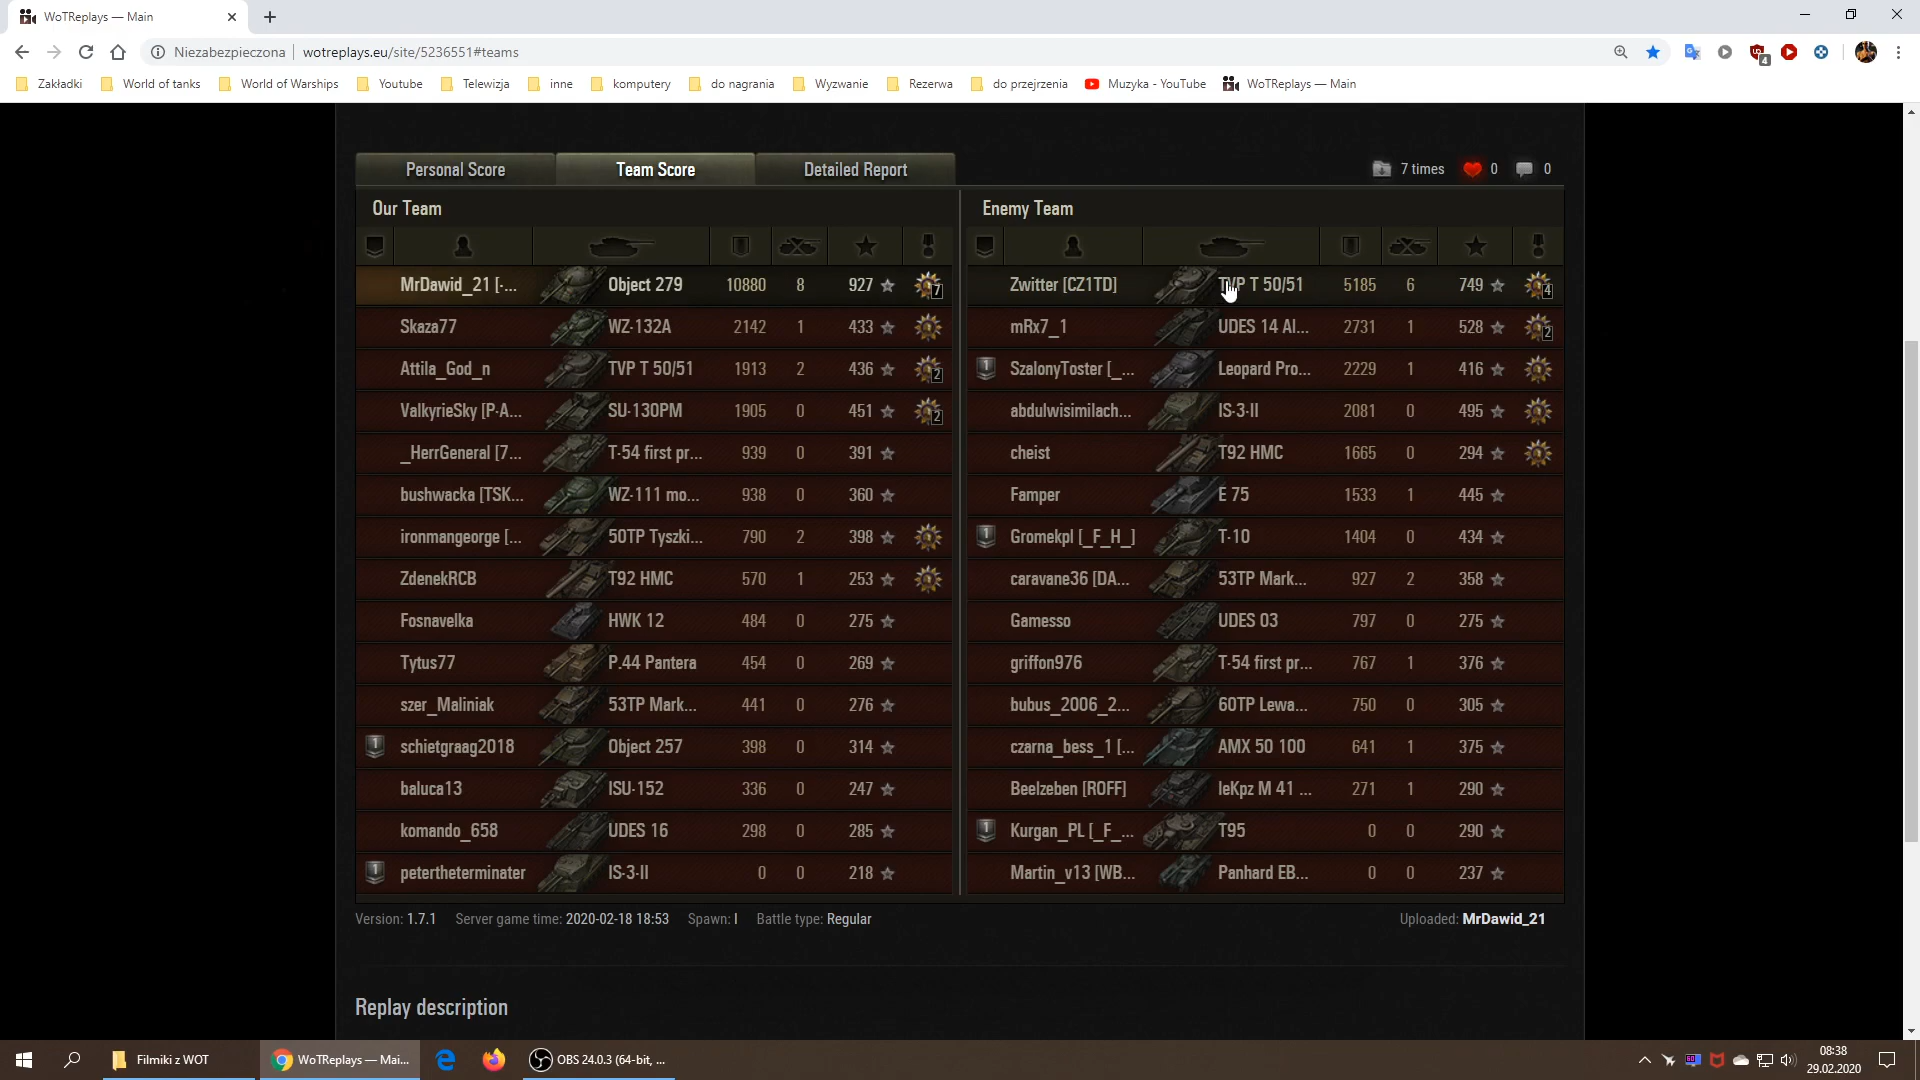 WoTReplays — Main
Niezabezpieczona wotreplays.eu/site/5236551#teams
Zakładki World of tanks World of Warships Youtube Telewizja inne komputery do nagrania Wyzwanie Rezerwa do przejrzenia Muzyka - YouTube WoTReplays — Main
Personal Score Team Score Detailed Report 7 times 0 0
Our Team
MrDawid_21 [-... Object 279 10880 8 927 7
Skaza77 WZ-132A 2142 1 433
Attila_God_n TVP T 50/51 1913 2 436 2
ValkyrieSky [P-A... SU-130PM 1905 0 451 2
_HerrGeneral [7... T-54 first pr... 939 0 391
bushwacka [TSK... WZ-111 mo... 938 0 360
ironmangeorge [... 50TP Tyszki... 790 2 398
ZdenekRCB T92 HMC 570 1 253
Fosnavelka HWK 12 484 0 275
Tytus77 P.44 Pantera 454 0 269
szer_Maliniak 53TP Mark... 441 0 276
1 schietgraag2018 Object 257 398 0 314
baluca13 ISU-152 336 0 247
komando_658 UDES 16 298 0 285
1 petertheterminater IS-3-II 0 0 218
Enemy Team
Zwitter [CZ1TD] TVP T 50/51 5185 6 749 4
mRx7_1 UDES 14 Al... 2731 1 528 2
1 SzalonyToster [_... Leopard Pro... 2229 1 416
abdulwisimilach... IS-3-II 2081 0 495
cheist T92 HMC 1665 0 294
Famper E 75 1533 1 445
1 Gromekpl [_F_H_] T-10 1404 0 434
caravane36 [DA... 53TP Mark... 927 2 358
Gamesso UDES 03 797 0 275
griffon976 T-54 first pr... 767 1 376
bubus_2006_2... 60TP Lewa... 750 0 305
czarna_bess_1 [... AMX 50 100 641 1 375
Beelzeben [ROFF] leKpz M 41 ... 271 1 290
1 Kurgan_PL [_F_... T95 0 0 290
Martin_v13 [WB... Panhard EB... 0 0 237
Version: 1.7.1 Server game time: 2020-02-18 18:53 Spawn: I Battle type: Regular Uploaded: MrDawid_21
Replay description
Filmiki z WOT WoTReplays — Mai... OBS 24.0.3 (64-bit, ... 08:38
29.02.2020